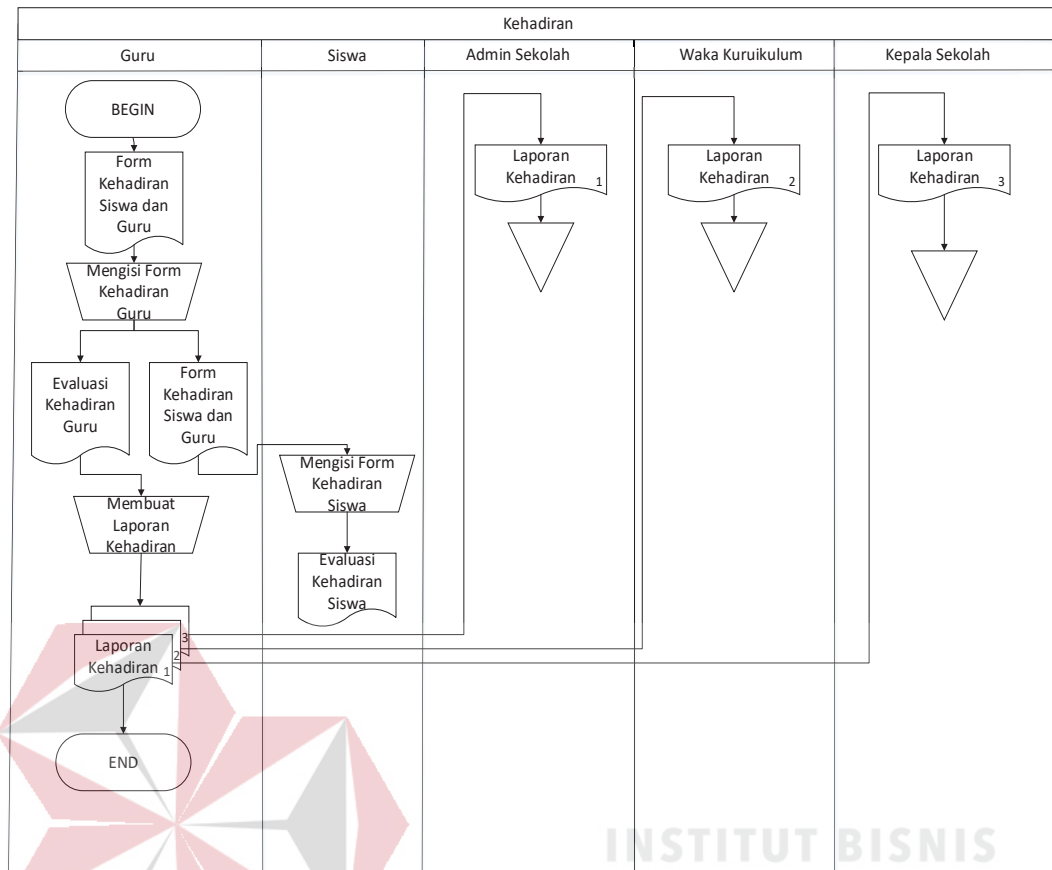 Kehadiran
Guru
Siswa
Admin Sekolah
Waka Kuruikulum
Kepala Sekolah
BEGIN
Form
Kehadiran
Siswa dan
Guru
Mengisi Form
Kehadiran
Guru
Evaluasi
Kehadiran
Guru
Form
Kehadiran
Siswa dan
Guru
Membuat
Laporan
Kehadiran
3
2
Laporan
Kehadiran 1
END
Mengisi Form
Kehadiran
Siswa
Evaluasi
Kehadiran
Siswa
Laporan
Kehadiran 1
Laporan
Kehadiran 2
Laporan
Kehadiran 3
INSTITUT BISNIS